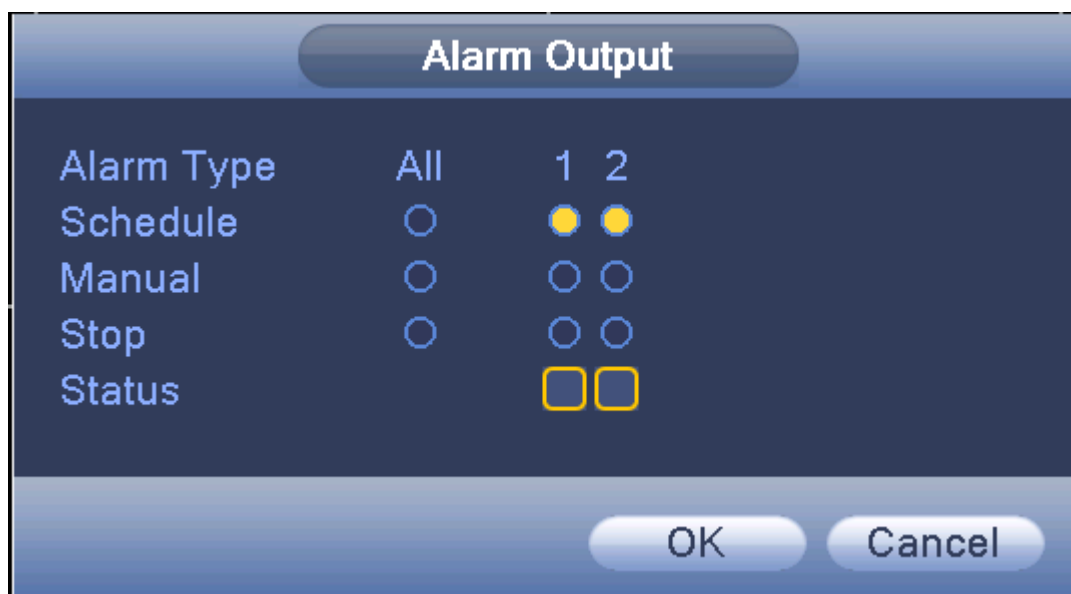 Alarm Output
Alarm Type All 1 2
Schedule
Manual
Stop
Status
OK Cancel